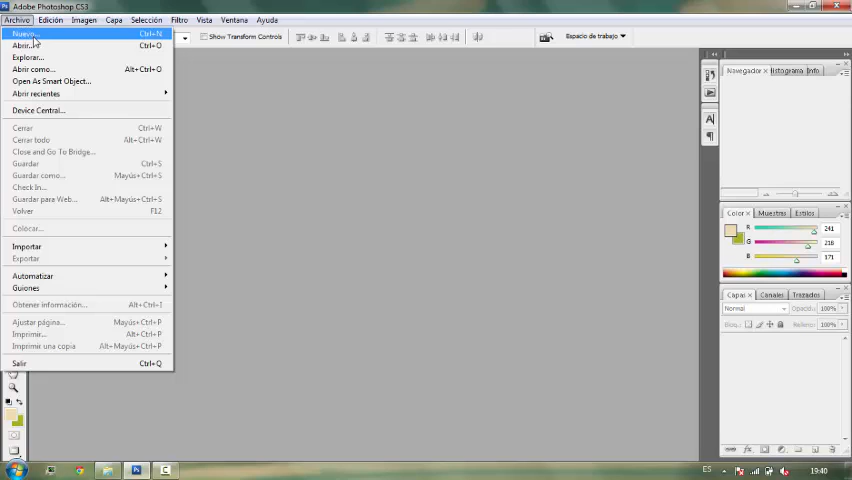 Adobe Photoshop CS3
Archivo Edición Imagen Capa Selección Filtro Vista Ventana Ayuda
Show Transform Controls
Espacio de trabajo
Nuevo... Ctrl+N
Abrir... Ctrl+O
Explorar...
Abrir como... Alt+Ctrl+O
Open As Smart Object...
Abrir recientes
Device Central...
Cerrar Ctrl+W
Cerrar todo Alt+Ctrl+W
Close and Go To Bridge...
Guardar Ctrl+S
Guardar como... Mayús+Ctrl+S
Check In...
Guardar para Web... Alt+Mayús+Ctrl+S
Volver F12
Colocar...
Importar
Exportar
Automatizar
Guiones
Obtener información... Alt+Ctrl+I
Ajustar página... Mayús+Ctrl+P
Imprimir... Alt+Ctrl+P
Imprimir una copia Alt+Mayús+Ctrl+P
Salir Ctrl+Q
Navegador Histograma Info
Color Muestras Estilos
R 241
G 218
B 171
Capas Canales Trazados
Normal Opacidad: 100%
Bloq.: Relleno: 100%
ES 19:40